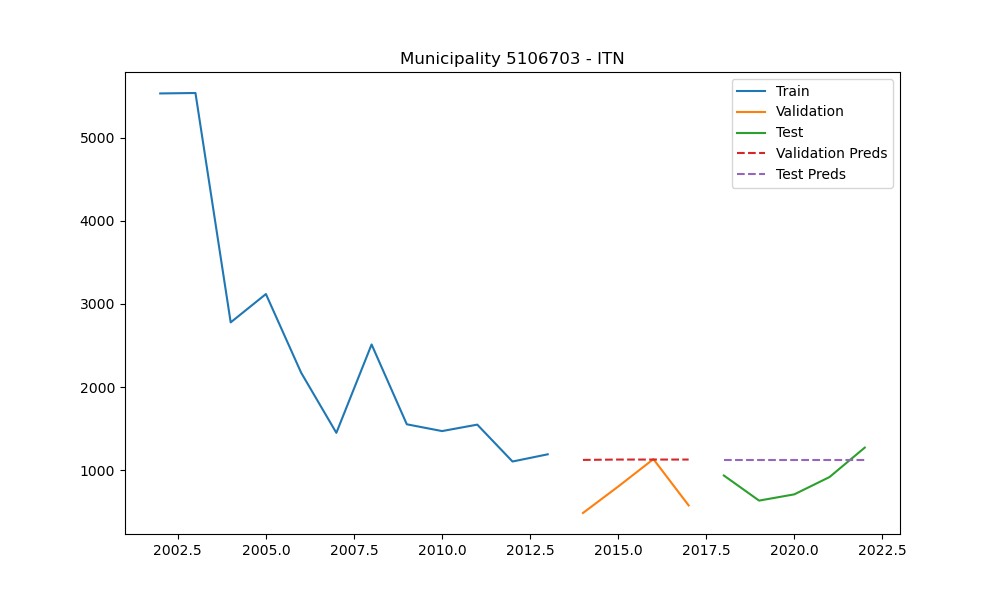 Municipality 5106703 - ITN
Train
Validation
Test
Validation Preds
Test Preds
5000
4000
3000
2000
1000
2002.5 2005.0 2007.5 2010.0 2012.5 2015.0 2017.5 2020.0 2022.5